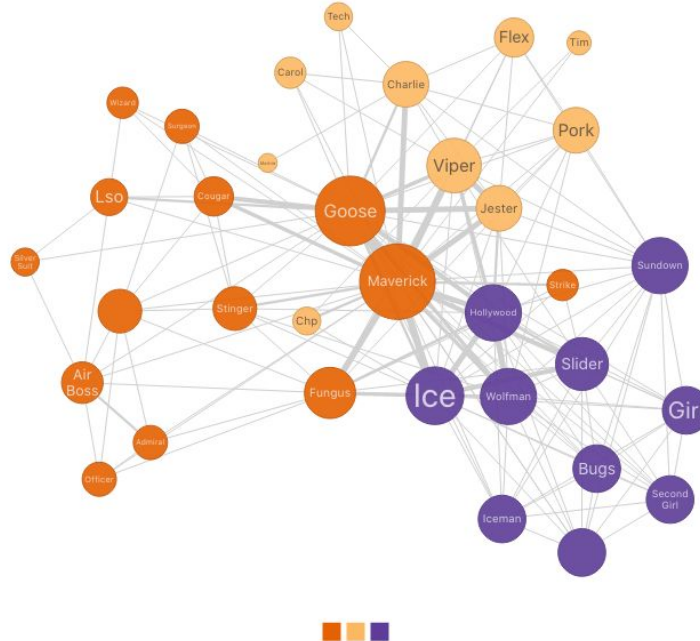 Tech
Flex
Tim
Carol
Charlie
Wizard
Surgeon
Pork
Viper
Lso
Cougar
Goose
Jester
Silver
Suit
Maverick
Sundown
Strike
Stinger
Chp
Hollywood
Slider
Air
Boss
Fungus
Ice
Wolfman
Gir
Admiral
Bugs
Officer
Second
Girl
Iceman